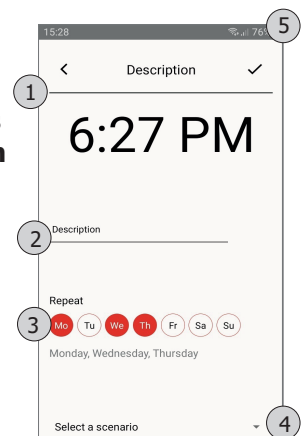 15:28 76% 5
Description
1
6:27 PM
Description
2
Repeat
3 Mo Tu We Th Fr Sa Su
Monday, Wednesday, Thursday
Select a scenario 4